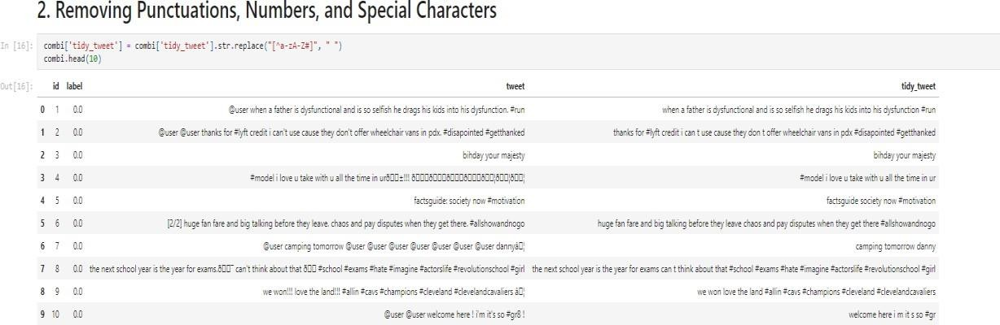 2. Removing Punctuations, Numbers, and Special Characters
In [16]: combi['tidy_tweet'] = combi['tidy_tweet'].str.replace("[^a-zA-Z#]", " ")
combi.head(10)
Out[16]: id label tweet tidy_tweet
0 1 0.0 @user when a father is dysfunctional and is so selfish he drags his kids into his dysfunction. #run when a father is dysfunctional and is so selfish he drags his kids into his dysfunction #run
1 2 0.0 @user @user thanks for #lyft credit i can't use cause they don't offer wheelchair vans in pdx. #disapointed #getthanked thanks for #lyft credit i can t use cause they don t offer wheelchair vans in pdx #disapointed #getthanked
2 3 0.0 bihday your majesty bihday your majesty
3 4 0.0 #model i love u take with u all the time in ur #model i love u take with u all the time in ur
4 5 0.0 factsguide: society now #motivation factsguide society now #motivation
5 6 0.0 [2/2] huge fan fare and big talking before they leave. chaos and pay disputes when they get there. #allshowandnogo huge fan fare and big talking before they leave chaos and pay disputes when they get there #allshowandnogo
6 7 0.0 @user camping tomorrow @user @user @user @user @user @user danny camping tomorrow danny
7 8 0.0 the next school year is the year for exams. can't think about that #school #exams #hate #imagine #actorslife #revolutionschool #girl the next school year is the year for exams can t think about that #school #exams #hate #imagine #actorslife #revolutionschool #girl
8 9 0.0 we won!!! love the land!!! #allin #cavs #champions #cleveland #clevelandcavaliers we won love the land #allin #cavs #champions #cleveland #clevelandcavaliers
9 10 0.0 @user @user welcome here ! i'm it's so #gr8 ! welcome here i m it s so #gr